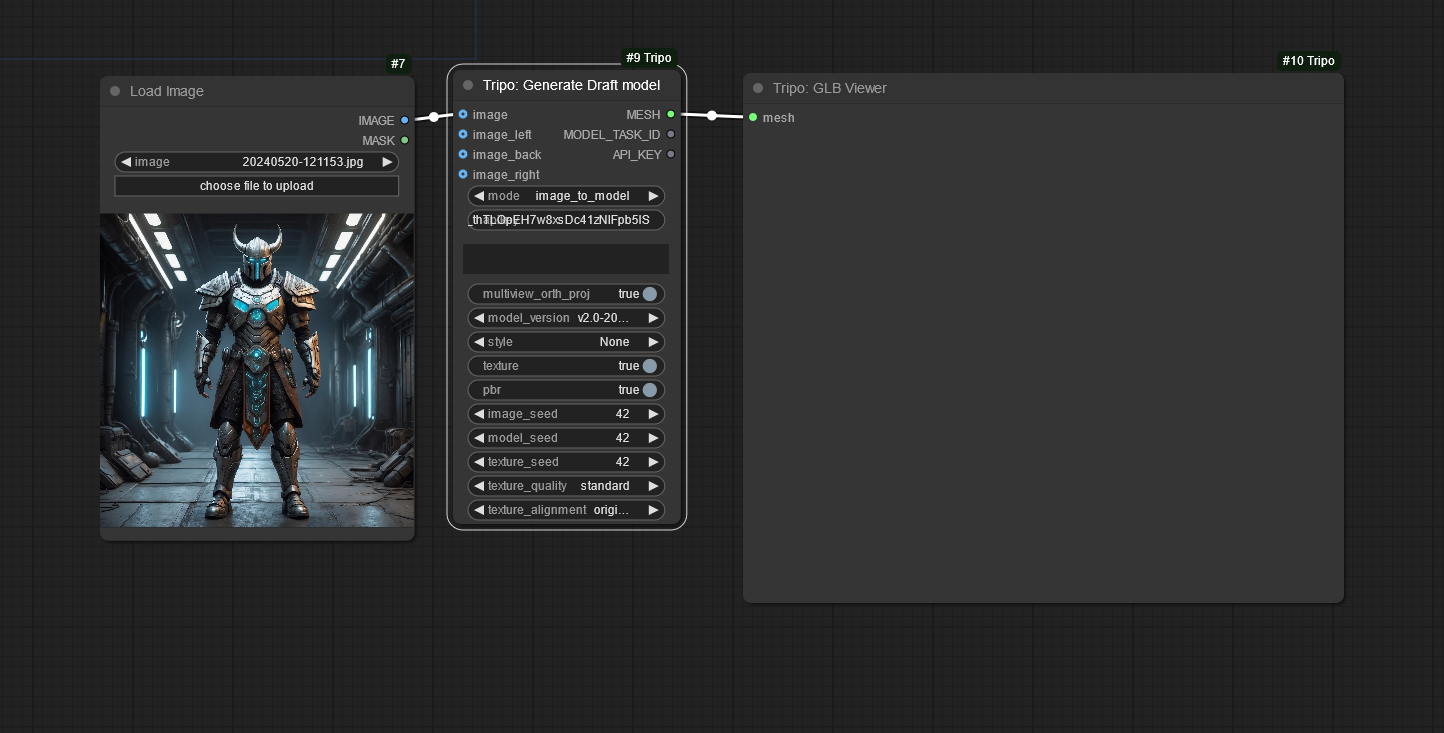 #7
Load Image
IMAGE
MASK
image 20240520-121153.jpg
choose file to upload
#9 Tripo
Tripo: Generate Draft model
image MESH
image_left MODEL_TASK_ID
image_back API_KEY
image_right
mode image_to_model
multiview_orth_proj true
model_version v2.0-20...
style None
texture true
pbr true
image_seed 42
model_seed 42
texture_seed 42
texture_quality standard
texture_alignment origi...
#10 Tripo
Tripo: GLB Viewer
mesh